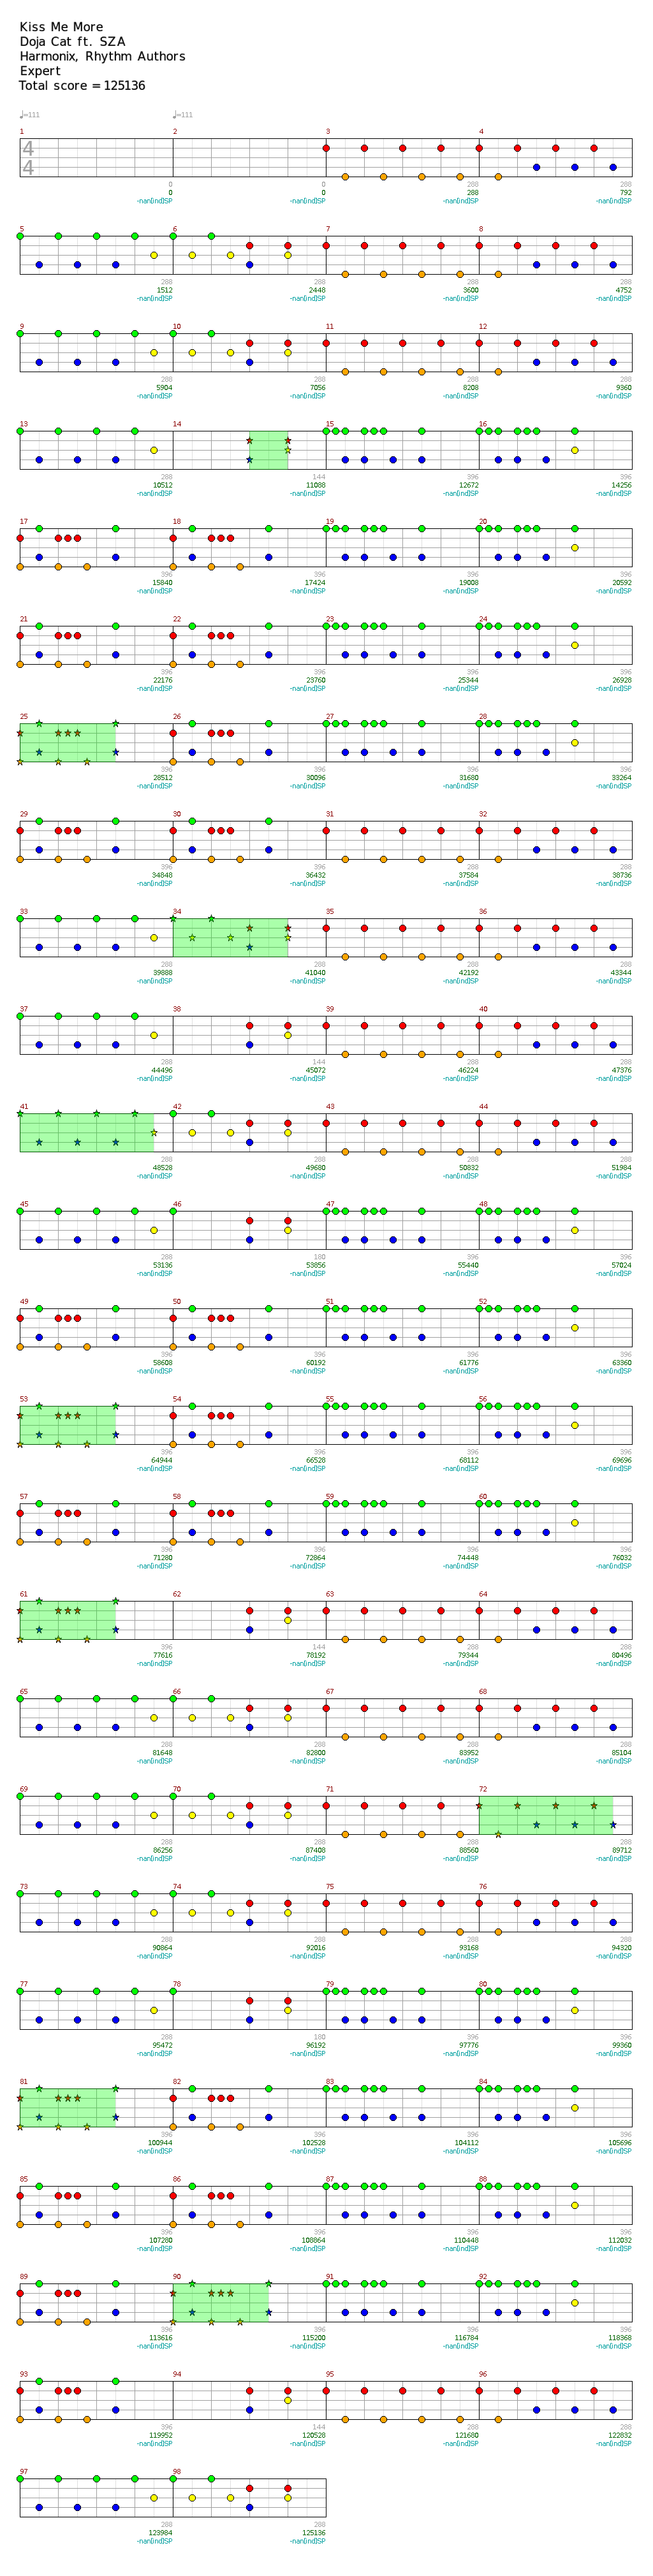 Kiss Me More
Doja Cat ft. SZA
Harmonix, Rhythm Authors
Expert
Total score = 125136
♩=111 ♩=111
1 2 3 4
4
4
0 0 288 288
0 0 288 792
-nan(ind)SP -nan(ind)SP -nan(ind)SP
5 6 7 8
288 288 288 288
1512 2448 3600 4752
-nan(ind)SP -nan(ind)SP -nan(ind)SP -nan(ind)SP
9 10 11 12
288 288 288 288
5904 7056 8208 9360
-nan(ind)SP -nan(ind)SP -nan(ind)SP -nan(ind)SP
13 14 15 16
288 144 396 396
10512 11088 12672 14256
-nan(ind)SP -nan(ind)SP -nan(ind)SP -nan(ind)SP
17 18 19 20
396 396 396 396
15840 17424 19008 20592
-nan(ind)SP -nan(ind)SP -nan(ind)SP -nan(ind)SP
21 22 23 24
396 396 396 396
22176 23760 25344 26928
-nan(ind)SP -nan(ind)SP -nan(ind)SP -nan(ind)SP
25 26 27 28
396 396 396 396
28512 30096 31680 33264
-nan(ind)SP -nan(ind)SP -nan(ind)SP -nan(ind)SP
29 30 31 32
396 396 288 288
34848 36432 37584 38736
-nan(ind)SP -nan(ind)SP -nan(ind)SP -nan(ind)SP
33 34 35 36
288 288 288 288
39888 41040 42192 43344
-nan(ind)SP -nan(ind)SP -nan(ind)SP -nan(ind)SP
37 38 39 40
288 144 288 288
44496 45072 46224 47376
-nan(ind)SP -nan(ind)SP -nan(ind)SP -nan(ind)SP
41 42 43 44
288 288 288 288
48528 49680 50832 51984
-nan(ind)SP -nan(ind)SP -nan(ind)SP -nan(ind)SP
45 46 47 48
288 180 396 396
53136 53856 55440 57024
-nan(ind)SP -nan(ind)SP -nan(ind)SP -nan(ind)SP
49 50 51 52
396 396 396 396
58608 60192 61776 63360
-nan(ind)SP -nan(ind)SP -nan(ind)SP -nan(ind)SP
53 54 55 56
396 396 396 396
64944 66528 68112 69696
-nan(ind)SP -nan(ind)SP -nan(ind)SP -nan(ind)SP
57 58 59 60
396 396 396 396
71280 72864 74448 76032
-nan(ind)SP -nan(ind)SP -nan(ind)SP -nan(ind)SP
61 62 63 64
396 144 288 288
77616 78192 79344 80496
-nan(ind)SP -nan(ind)SP -nan(ind)SP -nan(ind)SP
65 66 67 68
288 288 288 288
81648 82800 83952 85104
-nan(ind)SP -nan(ind)SP -nan(ind)SP -nan(ind)SP
69 70 71 72
288 288 288 288
86256 87408 88560 89712
-nan(ind)SP -nan(ind)SP -nan(ind)SP -nan(ind)SP
73 74 75 76
288 288 288 288
90864 92016 93168 94320
-nan(ind)SP -nan(ind)SP -nan(ind)SP -nan(ind)SP
77 78 79 80
288 180 396 396
95472 96192 97776 99360
-nan(ind)SP -nan(ind)SP -nan(ind)SP -nan(ind)SP
81 82 83 84
396 396 396 396
100944 102528 104112 105696
-nan(ind)SP -nan(ind)SP -nan(ind)SP -nan(ind)SP
85 86 87 88
396 396 396 396
107280 108864 110448 112032
-nan(ind)SP -nan(ind)SP -nan(ind)SP -nan(ind)SP
89 90 91 92
396 396 396 396
113616 115200 116784 118368
-nan(ind)SP -nan(ind)SP -nan(ind)SP -nan(ind)SP
93 94 95 96
396 144 288 288
119952 120528 121680 122832
-nan(ind)SP -nan(ind)SP -nan(ind)SP -nan(ind)SP
97 98
288 288
123984 125136
-nan(ind)SP -nan(ind)SP